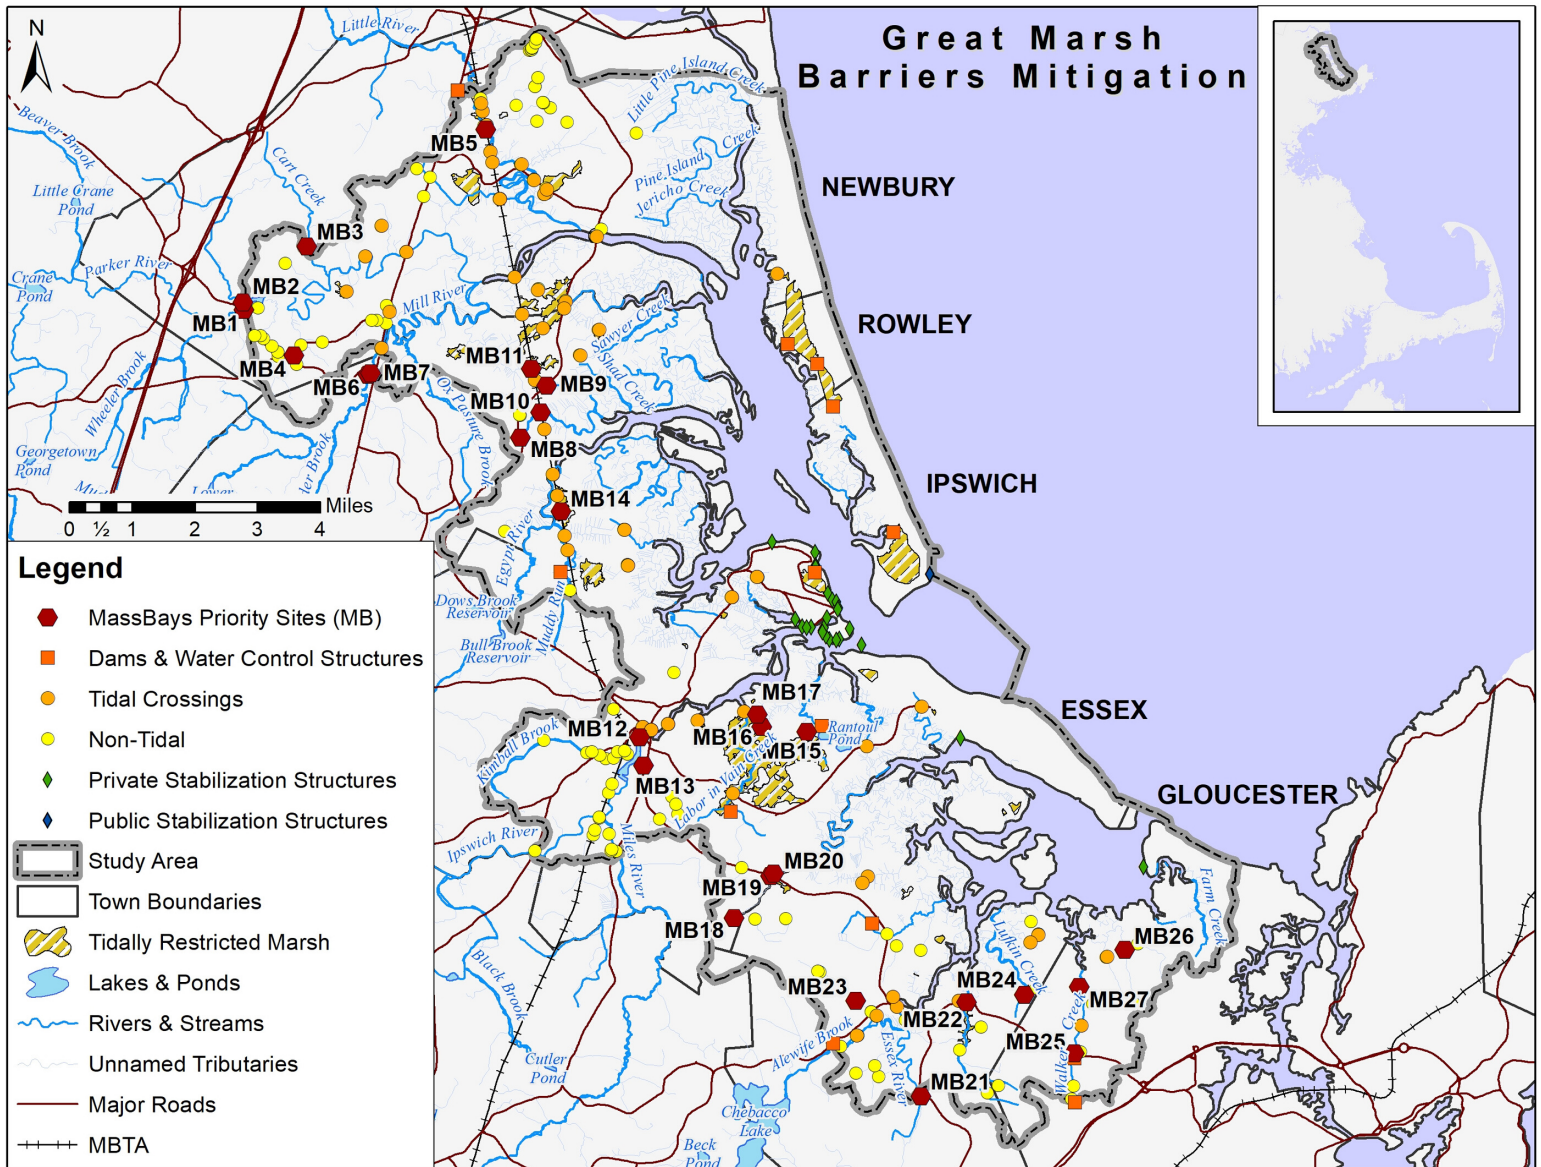 Great Marsh
Barriers Mitigation
N
Little River
Little Pine Island Creek
Beaver Brook
Cart Creek
MB5
Pine Island Creek
Little Crane
Pond
Jericho Creek
NEWBURY
MB3
Parker River
Crane
Pond
MB2
Mill River
MB1
Sawyer Creek
ROWLEY
MB11
MB4
MB6
MB7
MB9
Shad Creek
Wheeler Brook
Ox Pasture Brook
MB10
Georgetown
Pond
MB8
IPSWICH
Lower
MB14
Miles
0 ½ 1 2 3 4
Egypt River
Dows Brook
Reservoir
Muddy Run
Bull Brook
Reservoir
Legend
MassBays Priority Sites (MB)
Dams & Water Control Structures
Tidal Crossings
Non-Tidal
Private Stabilization Structures
Public Stabilization Structures
Study Area
Town Boundaries
Tidally Restricted Marsh
Lakes & Ponds
Rivers & Streams
Unnamed Tributaries
Major Roads
MBTA
MB17
ESSEX
MB12
MB16
Rantoul
Pond
MB15
Kimball Brook
MB13
Labor in Vain Creek
GLOUCESTER
Ipswich River
Miles River
MB20
MB19
MB18
Farm Creek
Lufkin Creek
MB26
Black Brook
MB24
MB23
MB27
MB22
Walker Creek
MB25
Alewife Brook
Essex River
Cutler
Pond
MB21
Chebacco
Lake
Beck
Pond